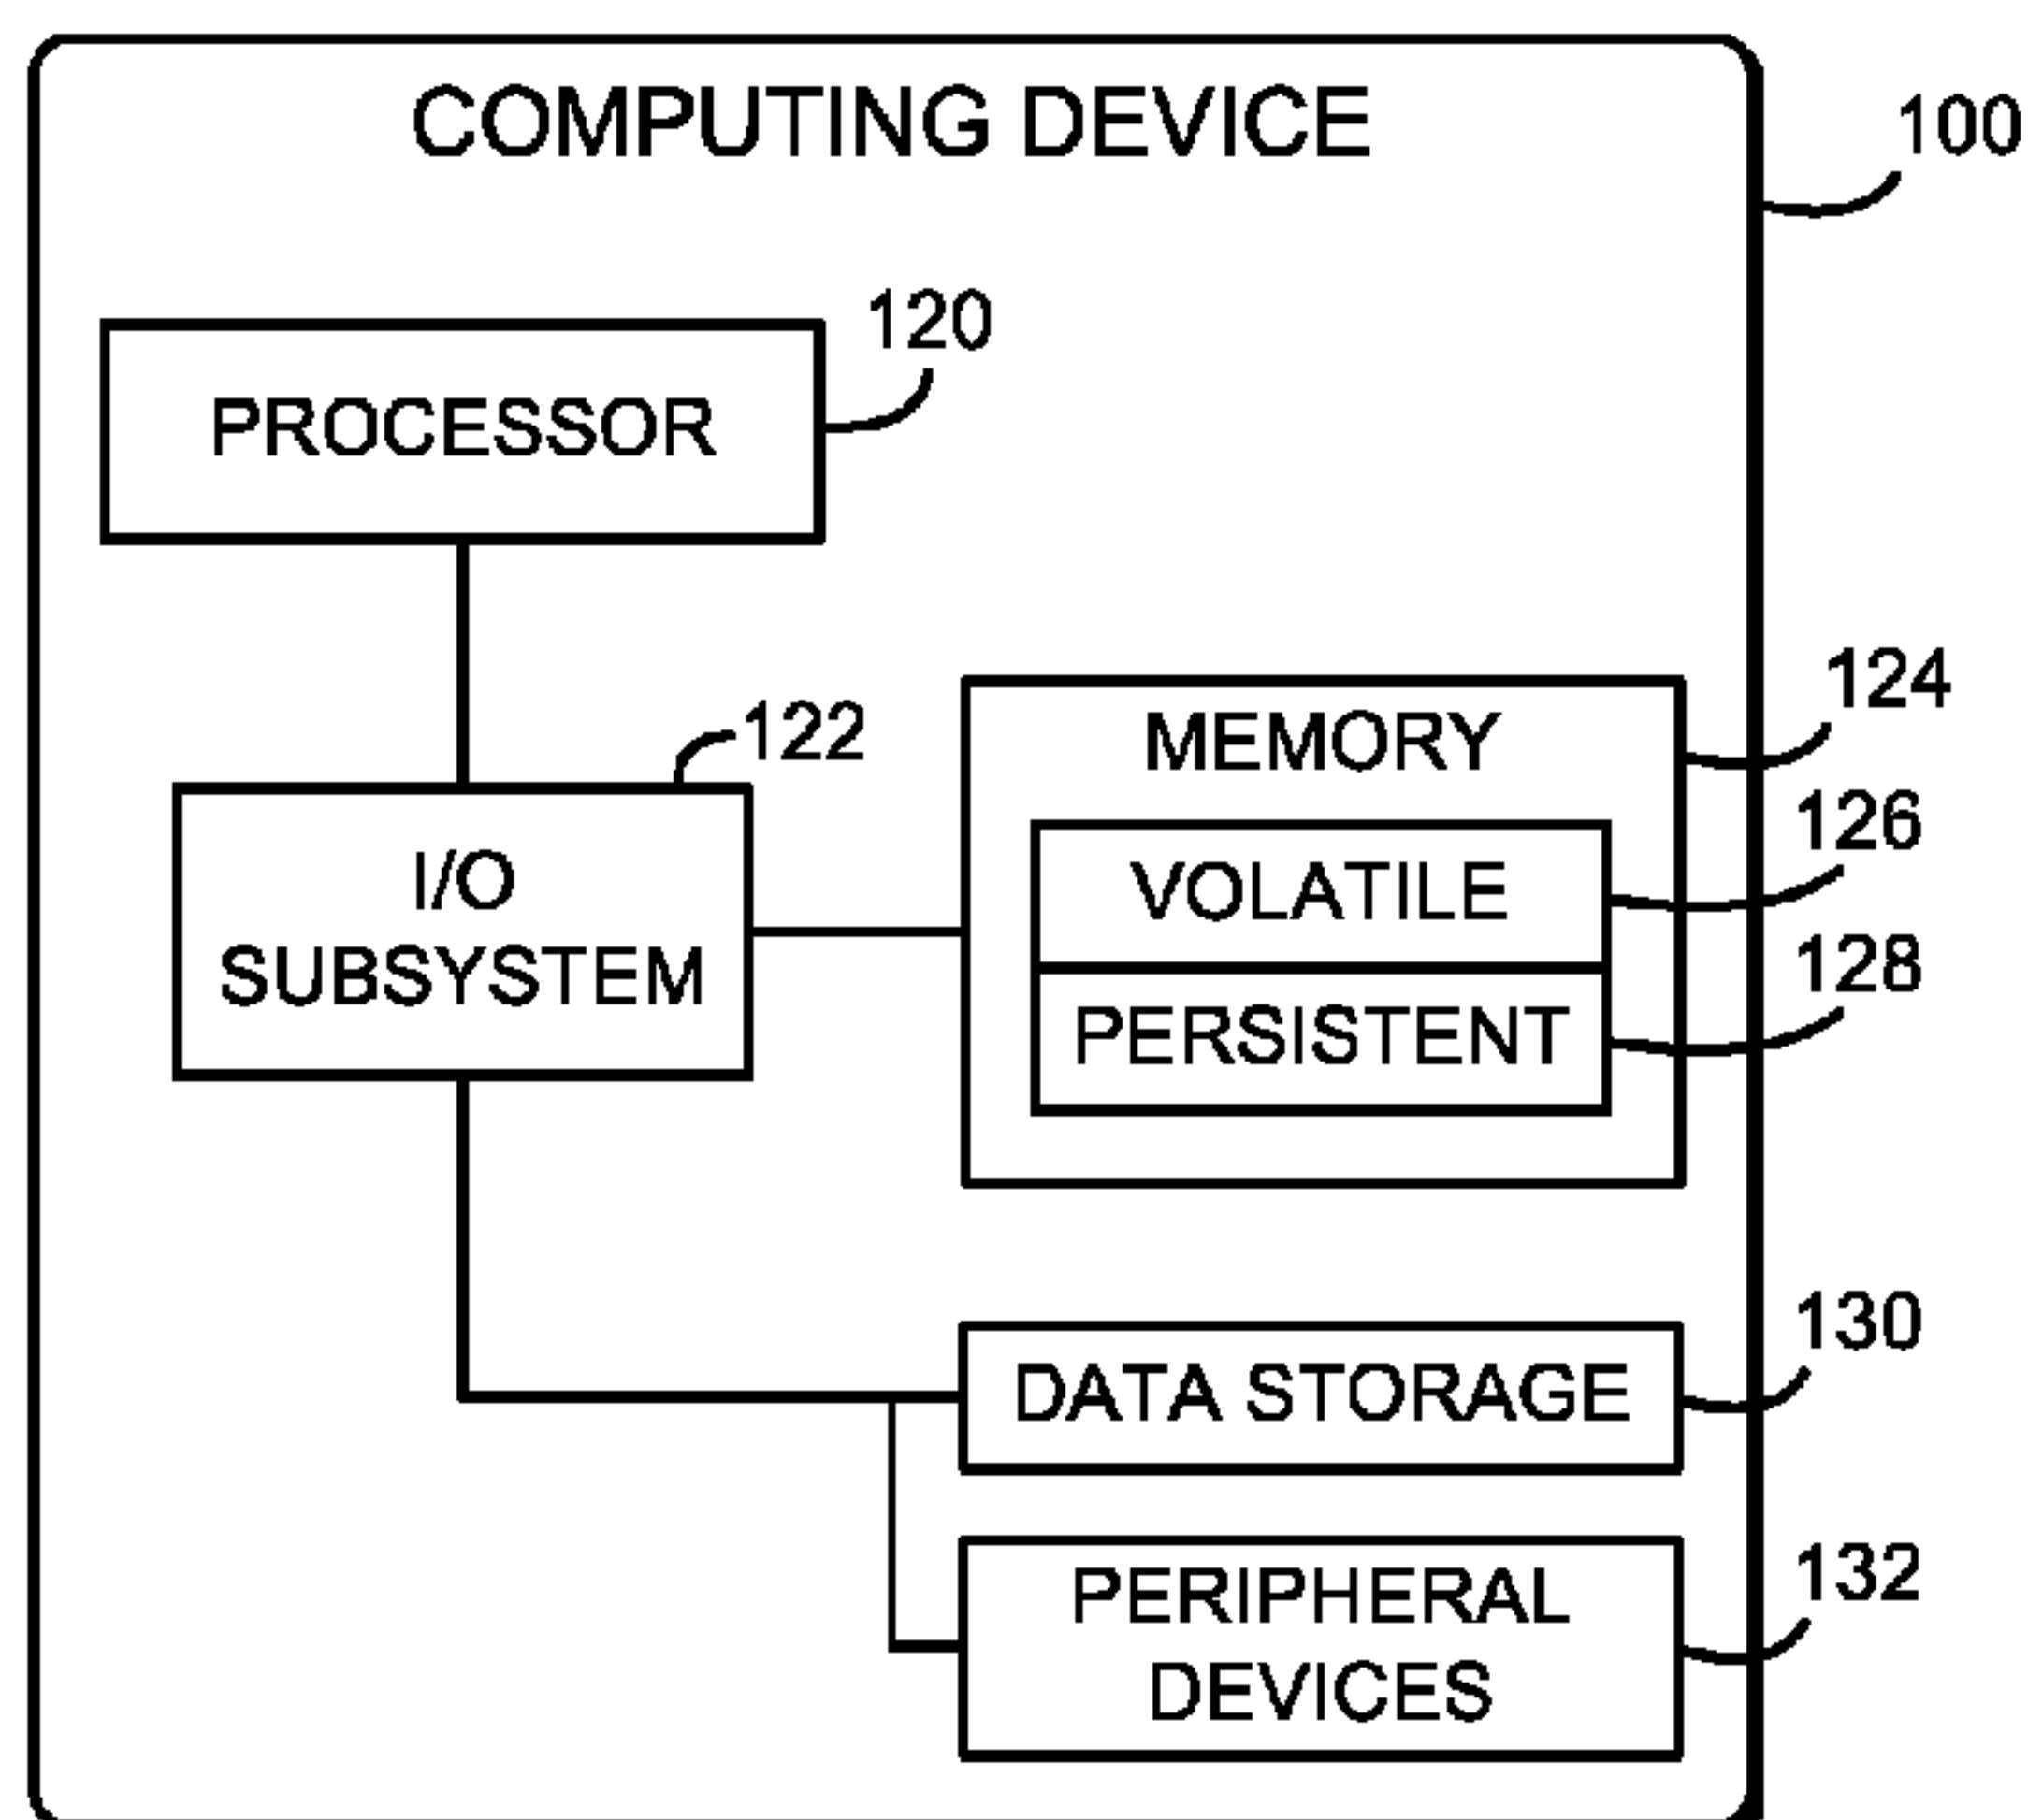 COMPUTING DEVICE
100
120
PROCESSOR
124
122
MEMORY
126
I/O
SUBSYSTEM
VOLATILE
128
PERSISTENT
130
DATA STORAGE
132
PERIPHERAL
DEVICES